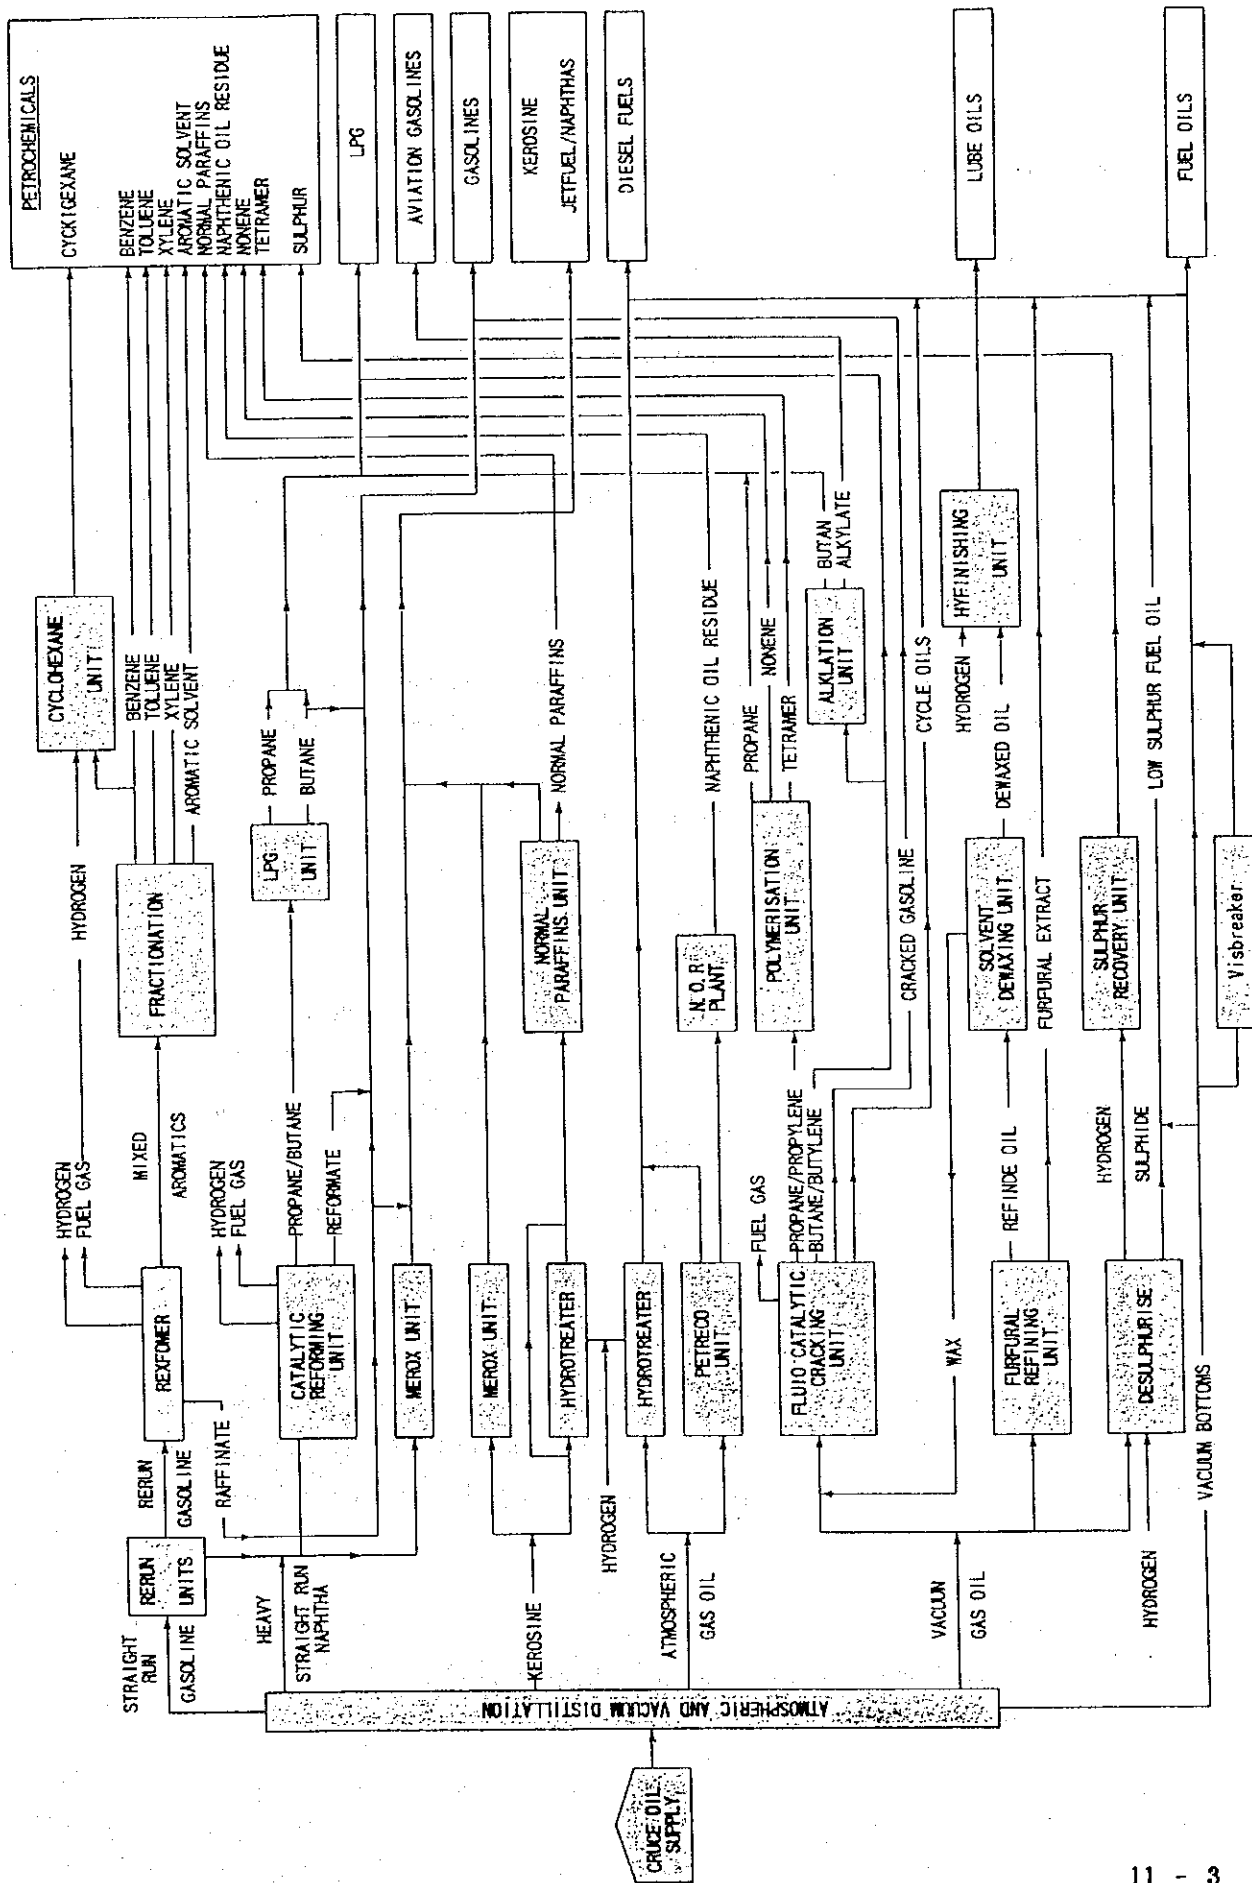 CRUCE OIL
SUPPLY
ATMOSPHERIC AND VACUUM DISTILLATION
STRAIGHT RUN
GASOLINE
HEAVY
STRAIGHT RUN
NAPHTHA
KEROSINE
ATMOSPHERIC
GAS OIL
VACUUN
GAS OIL
HYDROGEN
VACUUM BOTTOMS
RERUN
UNITS
RERUN
GASOLINE
RAFFINATE
HYDROGEN
REXFOMER
CATALYTIC
REFORMING
UNIT
MEROX UNIT
MEROX UNIT
HYDROTREATER
HYDROTREATER
PETRECO
UNIT
FLUID CATALYTIC
CRACKING
UNIT
WAX
FURFURAL
REFINING
UNIT
DESULPHURISE
HYDROGEN
FUEL GAS
MIXED
AROMATICS
HYDROGEN
FUEL GAS
PROPANE/BUTANE
REFORMATE
FUEL GAS
PROPANE/PROPYLENE
BUTANE/BUTYLENE
REFINDE OIL
HYDROGEN
SULPHIDE
HYDROGEN
FRACTIONATION
LPG
UNIT
NORMAL
PARAFFINS UNIT
N.O.R
PLANT
POLYMERISATION
UNIT
CRACKED GASOLINE
SOLVENT
DEWAXING UNIT
FURFURAL EXTRACT
SULPHUR
RECOVERY UNIT
Visbreaker
CYCLOHEXANE
UNIT
BENZENE
TOLUENE
XYLENE
AROMATIC SOLVENT
PROPANE
BUTANE
NORMAL PARAFFINS
NAPHTHENIC OIL RESIDUE
PROPANE
NONENE
TETRAMER
ALKLATION
UNIT
BUTAN
ALKYLATE
CYCLE OILS
HYDROGEN
DEWAXED OIL
HYFINISHING
UNIT
LOW SULPHUR FUEL OIL
PETROCHEMICALS
CYCKIGEXANE
BENZENE
TOLUENE
XYLENE
AROMATIC SOLVENT
NORMAL PARAFFINS
NAPHTHENIC OIL RESIDUE
NONENE
TETRAMER
SULPHUR
LPG
AVIATION GASOLINES
GASOLINES
KEROSINE
JETFUEL/NAPHTHAS
DIESEL FUELS
LUBE OILS
FUEL OILS
11 - 3